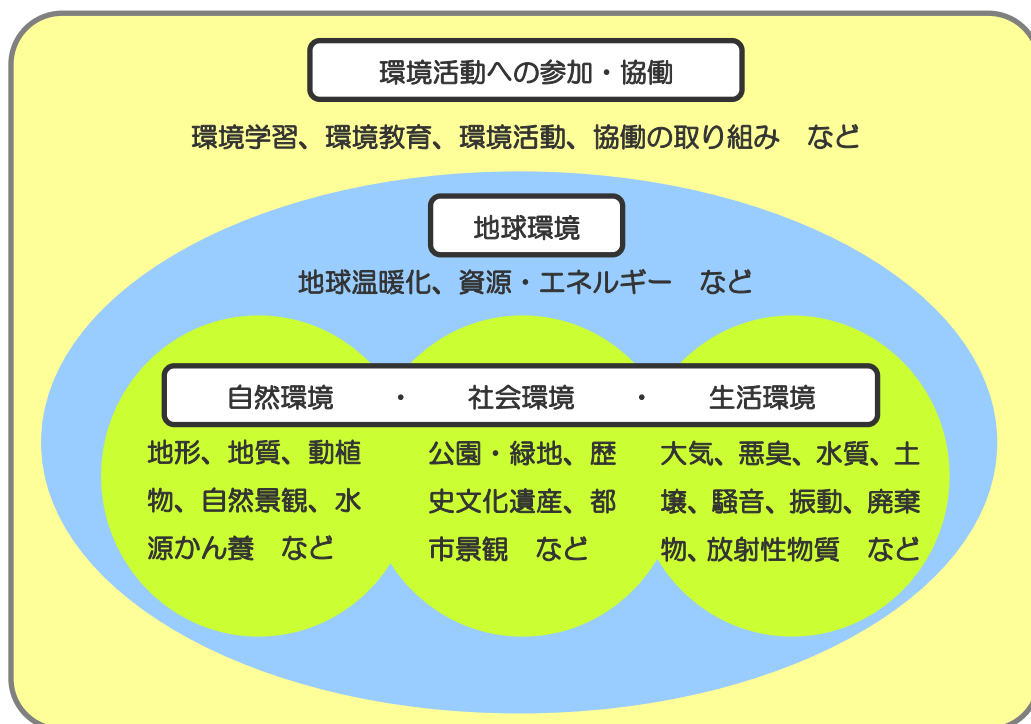 環境活動への参加・協働
環境学習、環境教育、環境活動、協働の取り組み　など
地球環境
地球温暖化、資源・エネルギー　など
自然環境　・　社会環境　・　生活環境
地形、地質、動植
物、自然景観、水
源かん養　など
公園・緑地、歴
史文化遺産、都
市景観　など
大気、悪臭、水質、土
壌、騒音、振動、廃棄
物、放射性物質　など